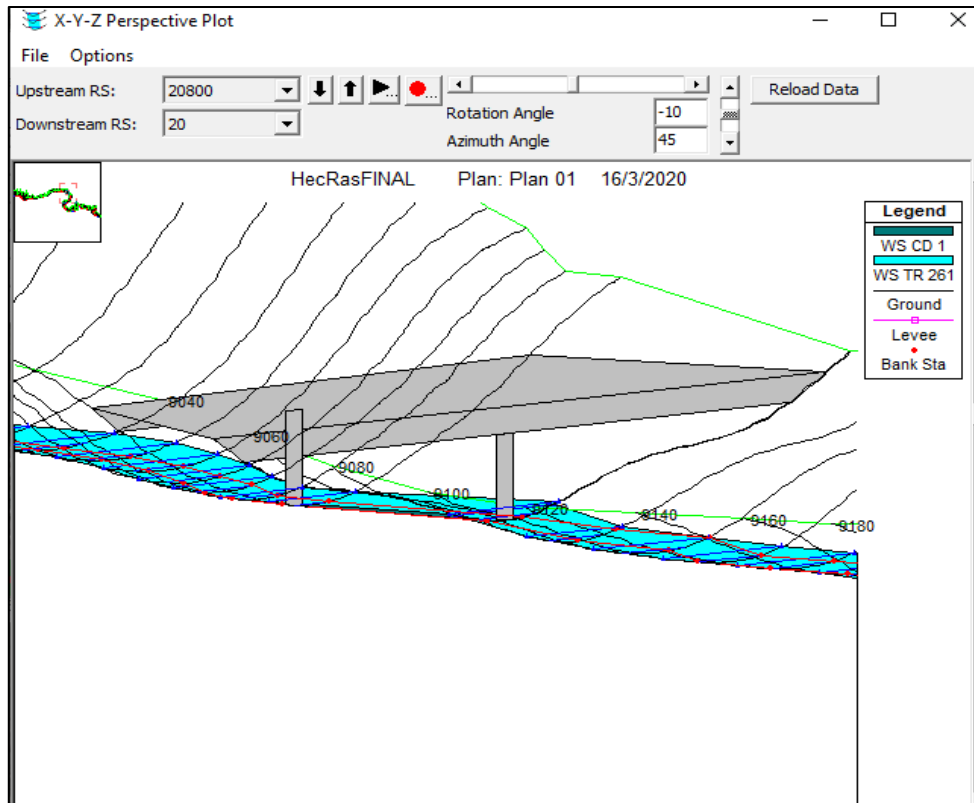 X-Y-Z Perspective Plot
File Options
Upstream RS: 20800
Downstream RS: 20
Rotation Angle -10
Azimuth Angle 45
Reload Data
HecRasFINAL Plan: Plan 01 16/3/2020
Legend
WS CD 1
WS TR 261
Ground
Levee
Bank Sta
9040
9060
9080
9100
9120
9140
9160
9180